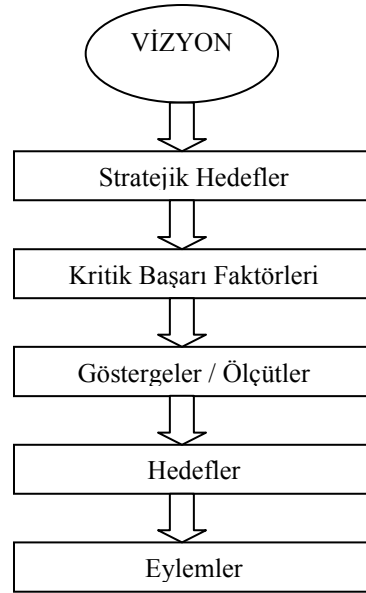 VİZYON
Stratejik Hedefler
Kritik Başarı Faktörleri
Göstergeler / Ölçütler
Hedefler
Eylemler